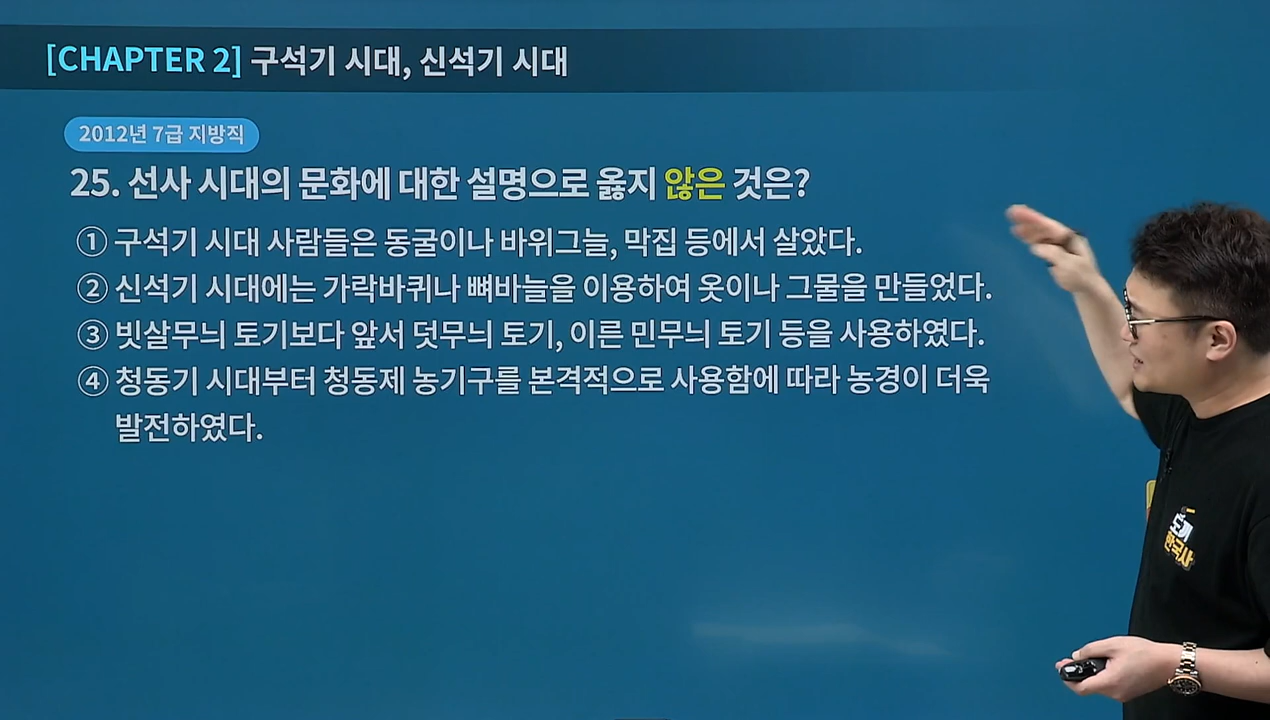 [CHAPTER 2] 구석기 시대, 신석기 시대
2012년 7급 지방직
25. 선사 시대의 문화에 대한 설명으로 옳지 않은 것은?
① 구석기 시대 사람들은 동굴이나 바위그늘, 막집 등에서 살았다.
② 신석기 시대에는 가락바퀴나 뼈바늘을 이용하여 옷이나 그물을 만들었다.
③ 빗살무늬 토기보다 앞서 덧무늬 토기, 이른 민무늬 토기 등을 사용하였다.
④ 청동기 시대부터 청동제 농기구를 본격적으로 사용함에 따라 농경이 더욱
발전하였다.
한국사